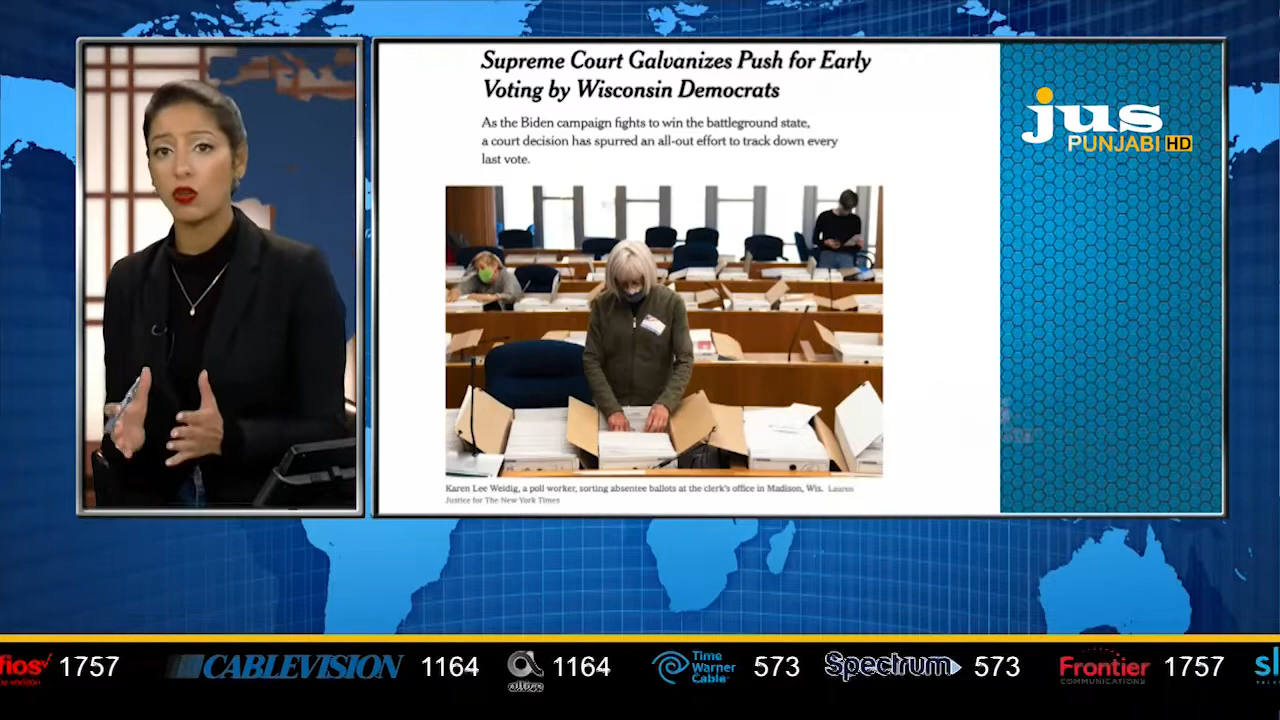 Supreme Court Galvanizes Push for Early
Voting by Wisconsin Democrats
As the Biden campaign fights to win the battleground state,
a court decision has spurred an all-out effort to track down every
last vote.
Karen Lee Weidig, a poll worker, sorting absentee ballots at the clerk's office in Madison, Wis. Lauren
Justice for The New York Times
jus
PUNJABI HD
fios 1757 CABLEVISION 1164 altice 1164 Time Warner Cable 573 Spectrum 573 Frontier COMMUNICATIONS 1757